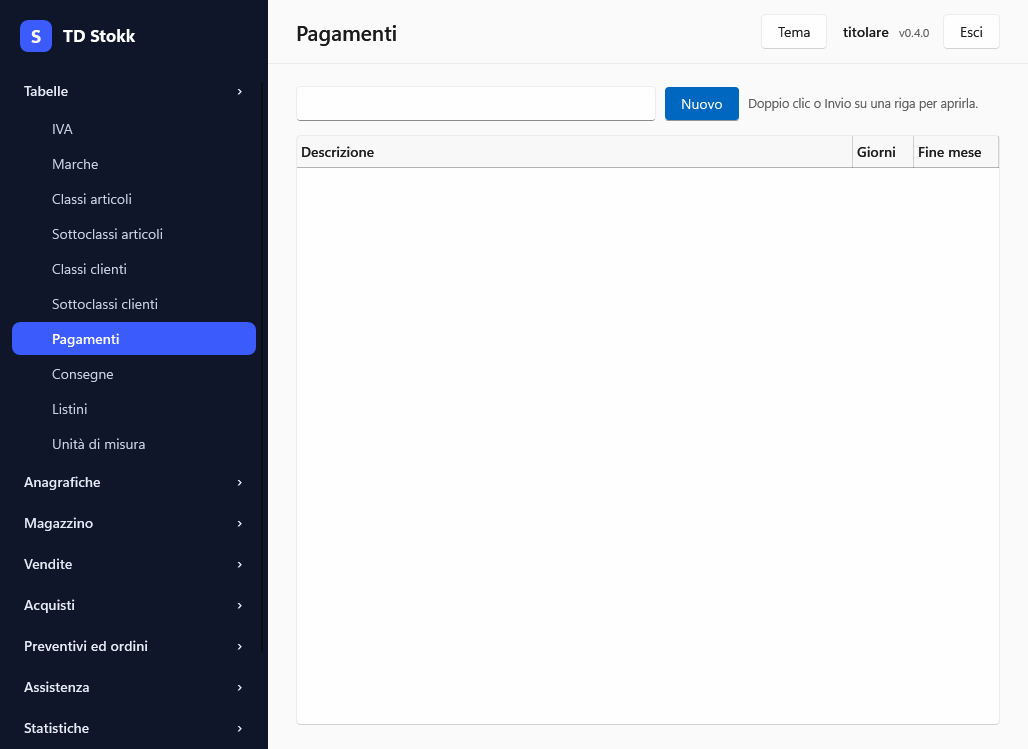 S TD Stokk
Tabelle
IVA
Marche
Classi articoli
Sottoclassi articoli
Classi clienti
Sottoclassi clienti
Pagamenti
Consegne
Listini
Unità di misura
Anagrafiche
Magazzino
Vendite
Acquisti
Preventivi ed ordini
Assistenza
Statistiche
Pagamenti
Tema titolare v0.4.0 Esci
Nuovo Doppio clic o Invio su una riga per aprirla.
Descrizione Giorni Fine mese